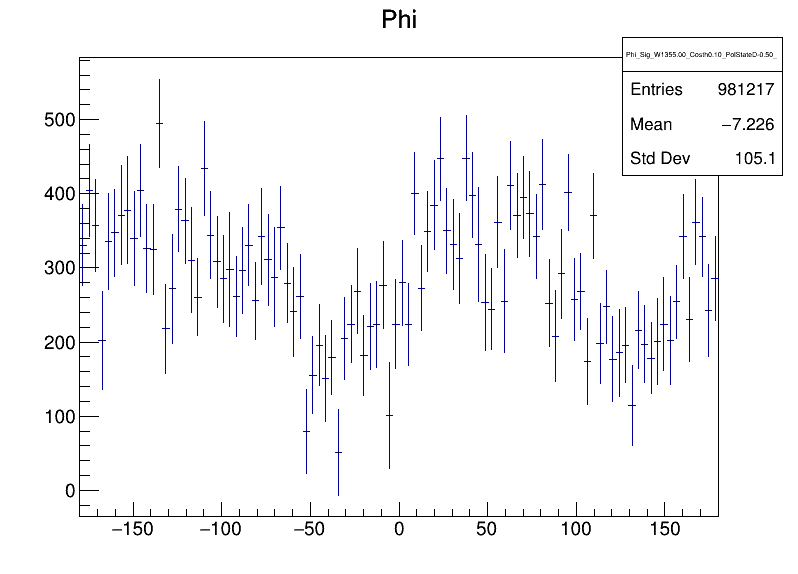 Phi
Phi_Sig_W1355.00_Costh0.10_PolStateD-0.50_
Entries 981217
Mean −7.226
Std Dev 105.1
500
400
300
200
100
0
−150 −100 −50 0 50 100 150